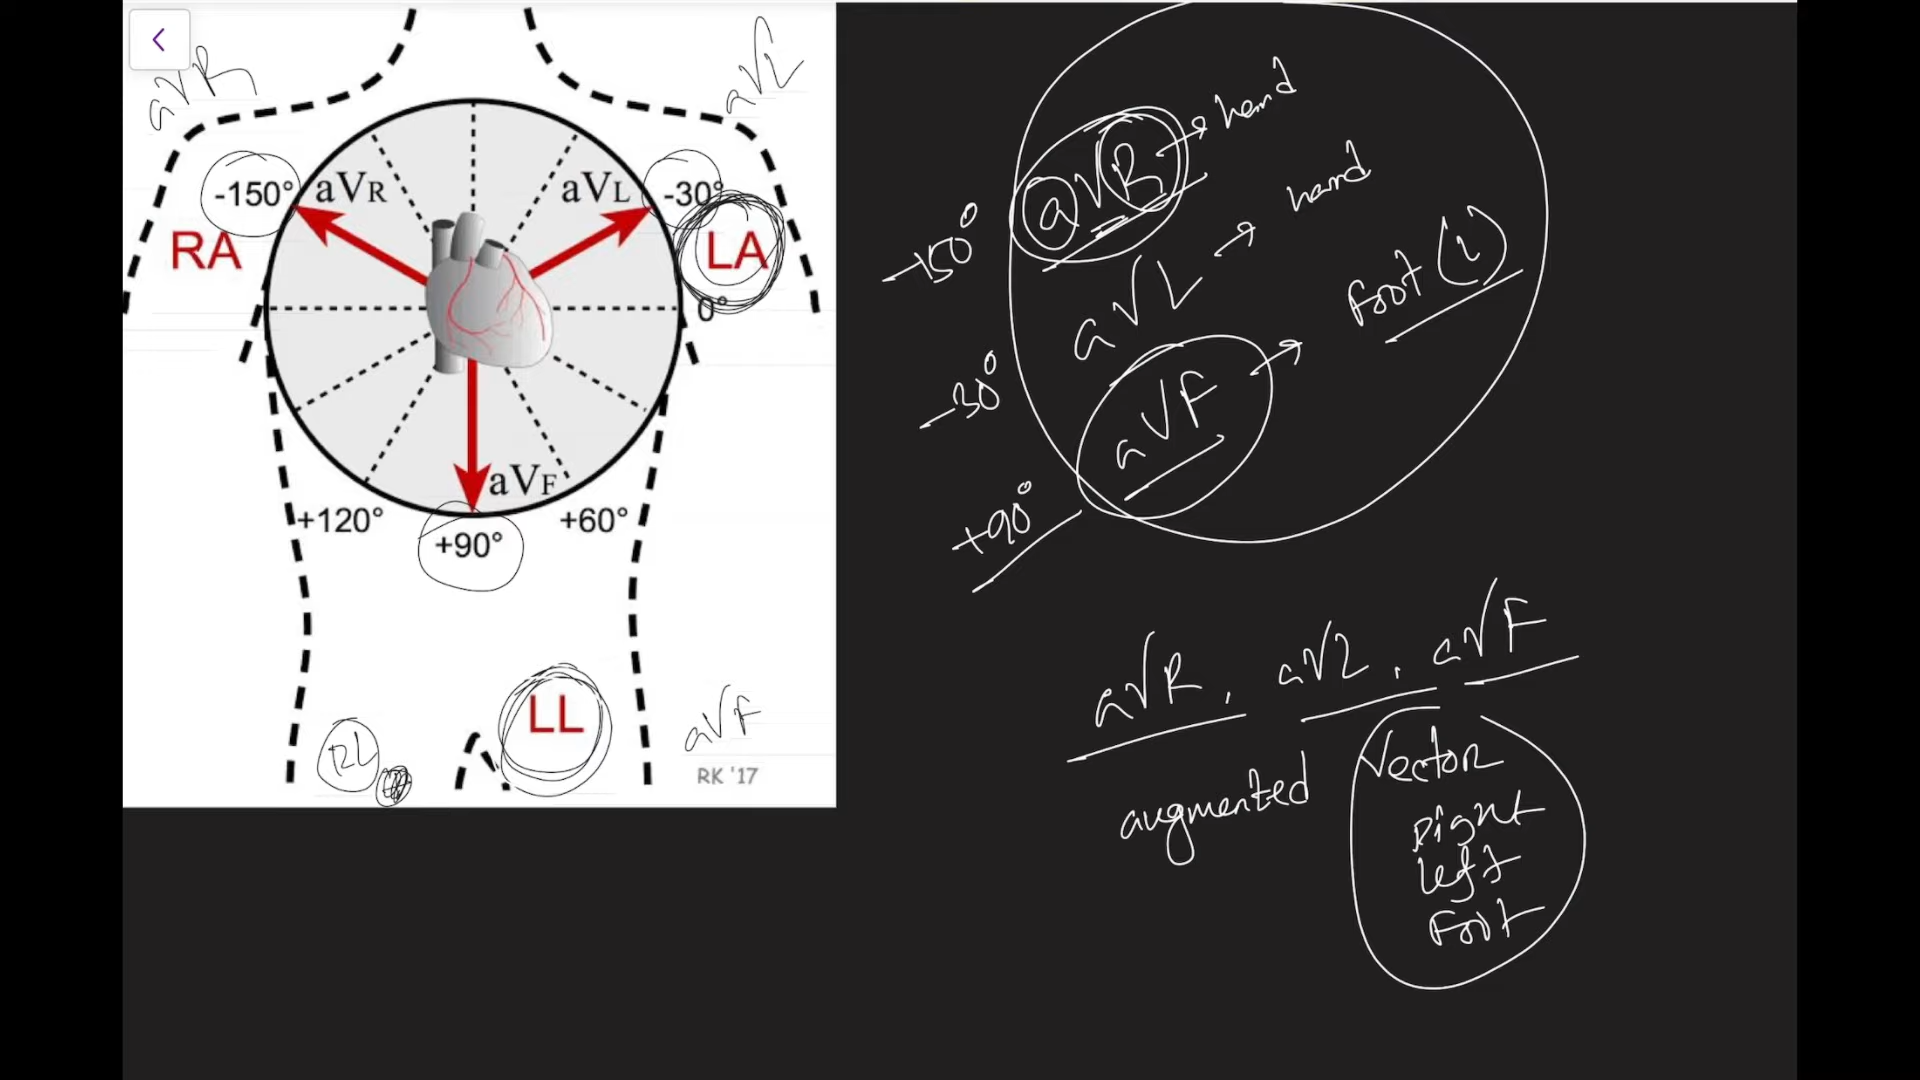 aVR
aVL
-150°
aVR
aVL
-30°
RA
LA
0°
aVF
+120°
+90°
+60°
LL
RL
aVF
RK '17
aVR → hand
-150°
aVL → hand
-30°
aVF → Foot (L)
+90°
aVR, aVL, aVF
augmented
Vector
Right
Left
Foot